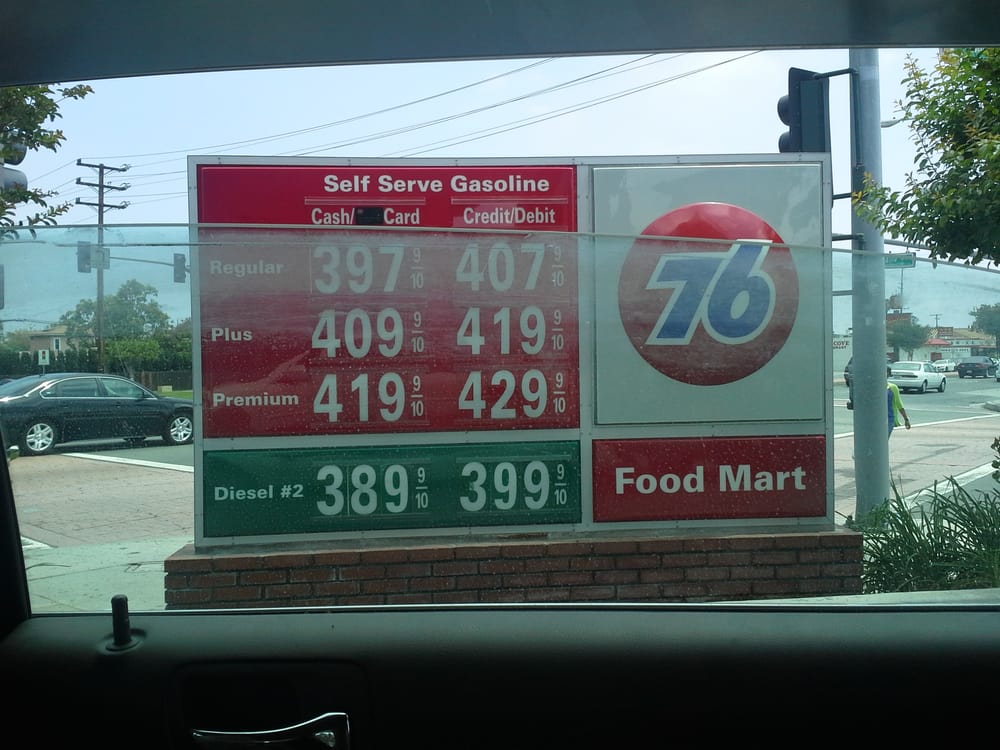 Self Serve Gasoline
Cash/ Card Credit/Debit
Regular 397 9/10 407 9/10
Plus 409 9/10 419 9/10
Premium 419 9/10 429 9/10
Diesel #2 389 9/10 399 9/10
76
Food Mart